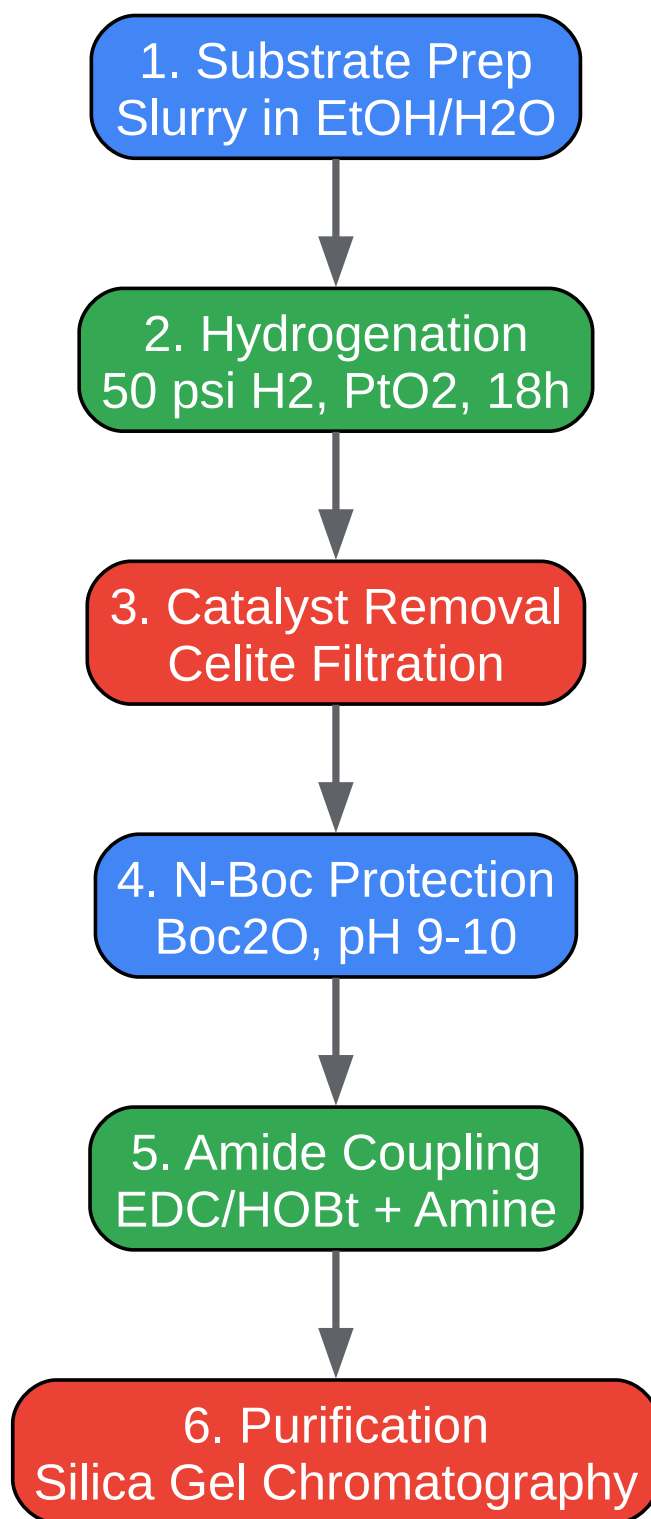 1. Substrate Prep
Slurry in EtOH/H2O
2. Hydrogenation
50 psi H2, PtO2, 18h
3. Catalyst Removal
Celite Filtration
4. N-Boc Protection
Boc2O, pH 9-10
5. Amide Coupling
EDC/HOBt + Amine
6. Purification
Silica Gel Chromatography